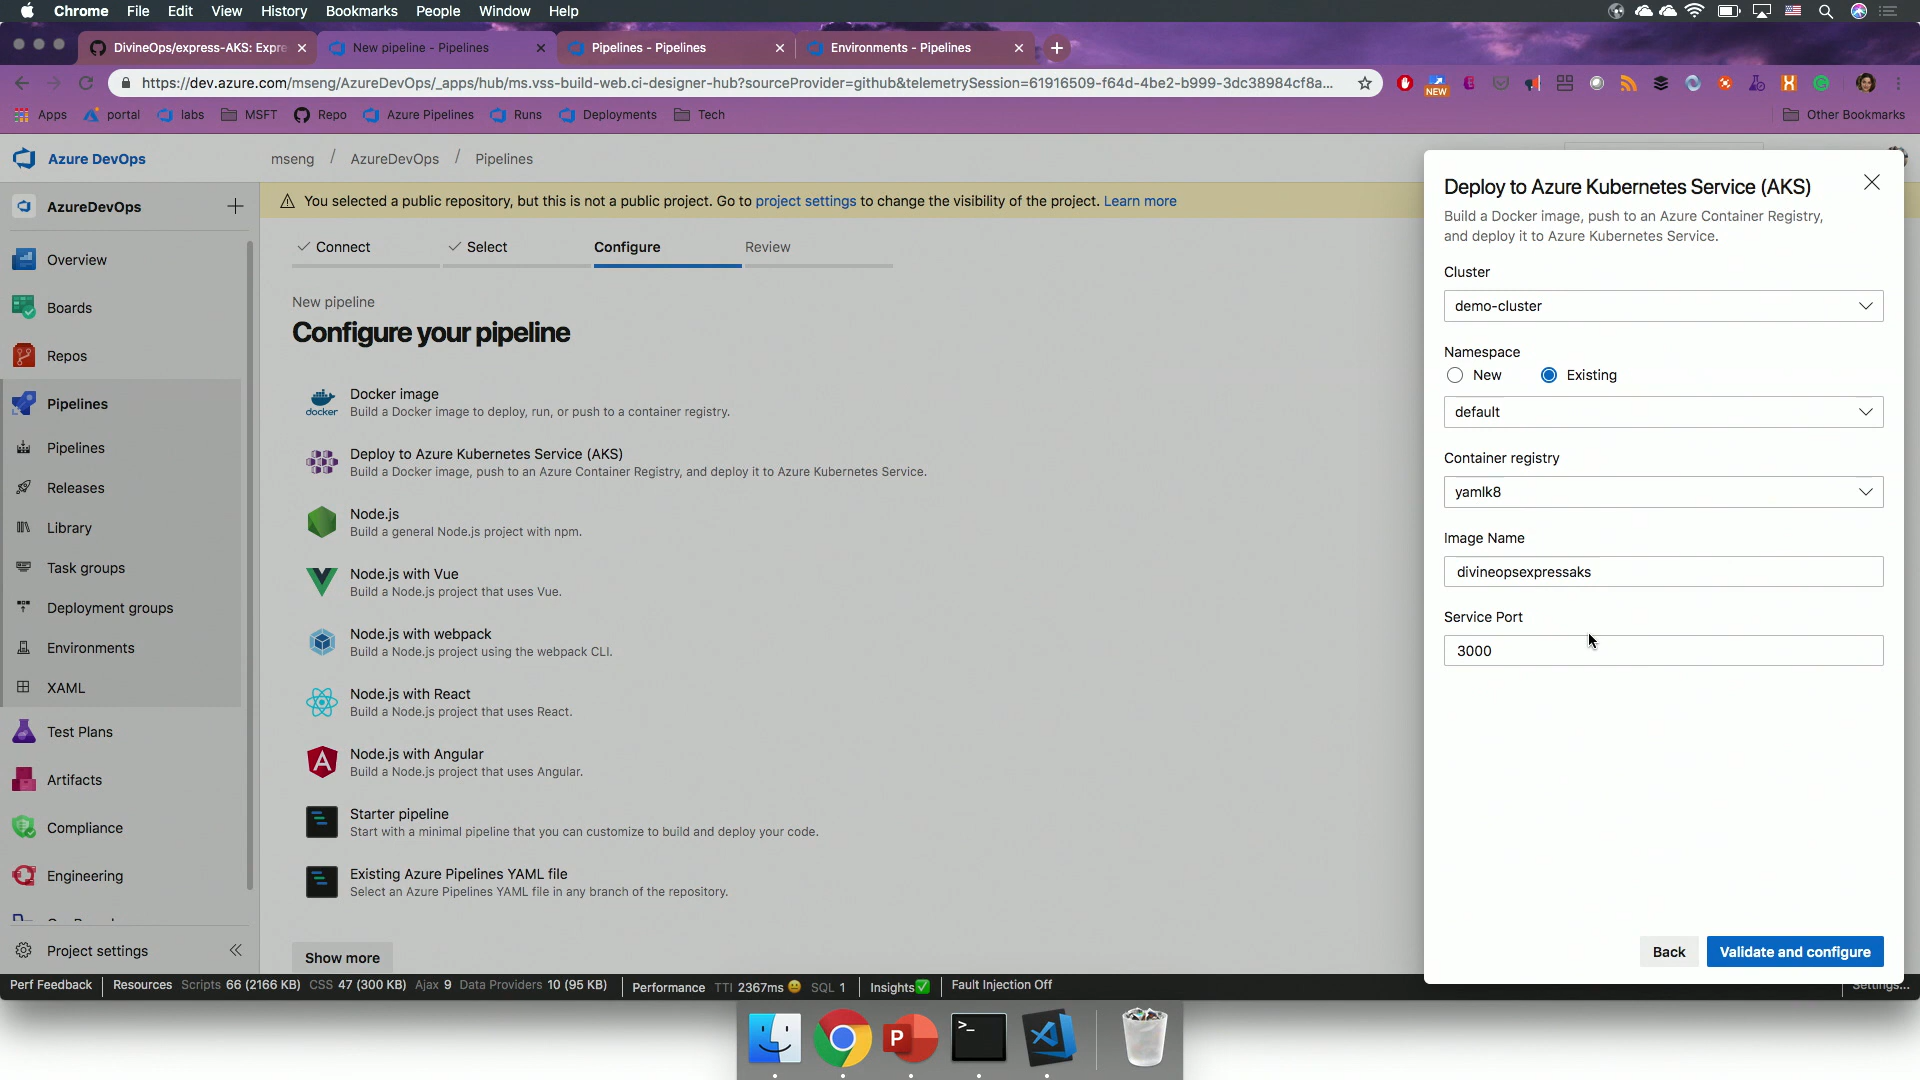 Chrome File Edit View History Bookmarks People Window Help
DivineOps/express-AKS: Expre
New pipeline - Pipelines
Pipelines - Pipelines
Environments - Pipelines
https://dev.azure.com/mseng/AzureDevOps/_apps/hub/ms.vss-build-web.ci-designer-hub?sourceProvider=github&telemetrySession=61916509-f64d-4be2-b999-3dc38984cf8a...
NEW
Apps portal labs MSFT Repo Azure Pipelines Runs Deployments Tech Other Bookmarks
Azure DevOps
mseng / AzureDevOps / Pipelines
AzureDevOps
Overview
Boards
Repos
Pipelines
Pipelines
Releases
Library
Task groups
Deployment groups
Environments
XAML
Test Plans
Artifacts
Compliance
Engineering
Project settings
You selected a public repository, but this is not a public project. Go to project settings to change the visibility of the project. Learn more
Connect Select Configure Review
New pipeline
Configure your pipeline
docker
Docker image
Build a Docker image to deploy, run, or push to a container registry.
Deploy to Azure Kubernetes Service (AKS)
Build a Docker image, push to an Azure Container Registry, and deploy it to Azure Kubernetes Service.
Node.js
Build a general Node.js project with npm.
Node.js with Vue
Build a Node.js project that uses Vue.
Node.js with webpack
Build a Node.js project using the webpack CLI.
Node.js with React
Build a Node.js project that uses React.
Node.js with Angular
Build a Node.js project that uses Angular.
Starter pipeline
Start with a minimal pipeline that you can customize to build and deploy your code.
Existing Azure Pipelines YAML file
Select an Azure Pipelines YAML file in any branch of the repository.
Show more
Deploy to Azure Kubernetes Service (AKS)
Build a Docker image, push to an Azure Container Registry,
and deploy it to Azure Kubernetes Service.
Cluster
demo-cluster
Namespace
New Existing
default
Container registry
yamlk8
Image Name
divineopsexpressaks
Service Port
3000
Back Validate and configure
Perf Feedback Resources Scripts 66 (2166 KB) CSS 47 (300 KB) Ajax 9 Data Providers 10 (95 KB) Performance TTI 2367ms SQL 1 Insights Fault Injection Off Settings...